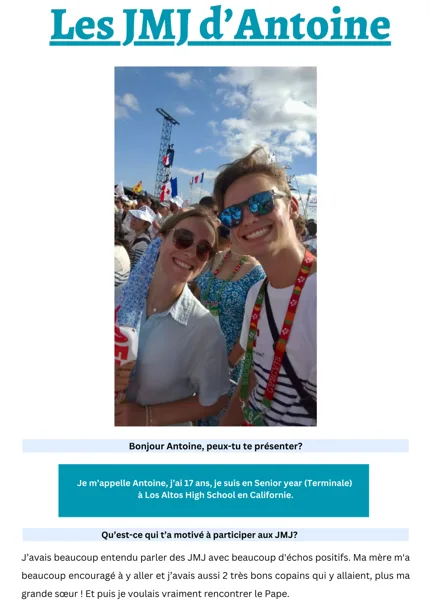 Les JMJ d’Antoine
Bonjour Antoine, peux-tu te présenter?
Je m’appelle Antoine, j’ai 17 ans, je suis en Senior year (Terminale)
à Los Altos High School en Californie.
Qu’est-ce qui t’a motivé à participer aux JMJ?
J’avais beaucoup entendu parler des JMJ avec beaucoup d’échos positifs. Ma mère m’a
beaucoup encouragé à y aller et j’avais aussi 2 très bons copains qui y allaient, plus ma
grande sœur ! Et puis je voulais vraiment rencontrer le Pape.